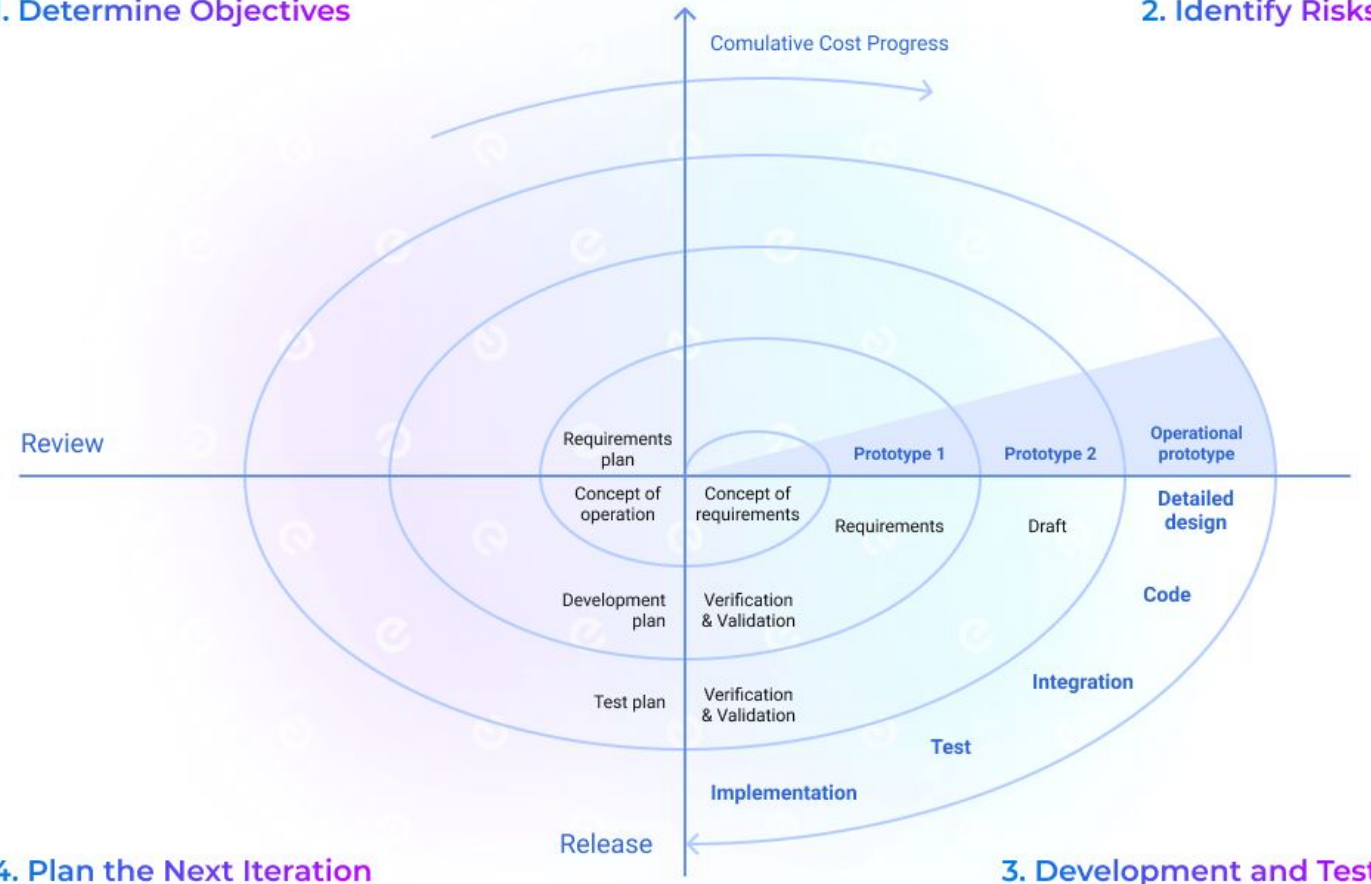 1. Determine Objectives
2. Identify Risks
Comulative Cost Progress
Review
Requirements
plan
Prototype 1
Prototype 2
Operational
prototype
Concept of
operation
Concept of
requirements
Requirements
Draft
Detailed
design
Code
Development
plan
Verification
& Validation
Integration
Test plan
Verification
& Validation
Test
Implementation
Release
4. Plan the Next Iteration
3. Development and Test